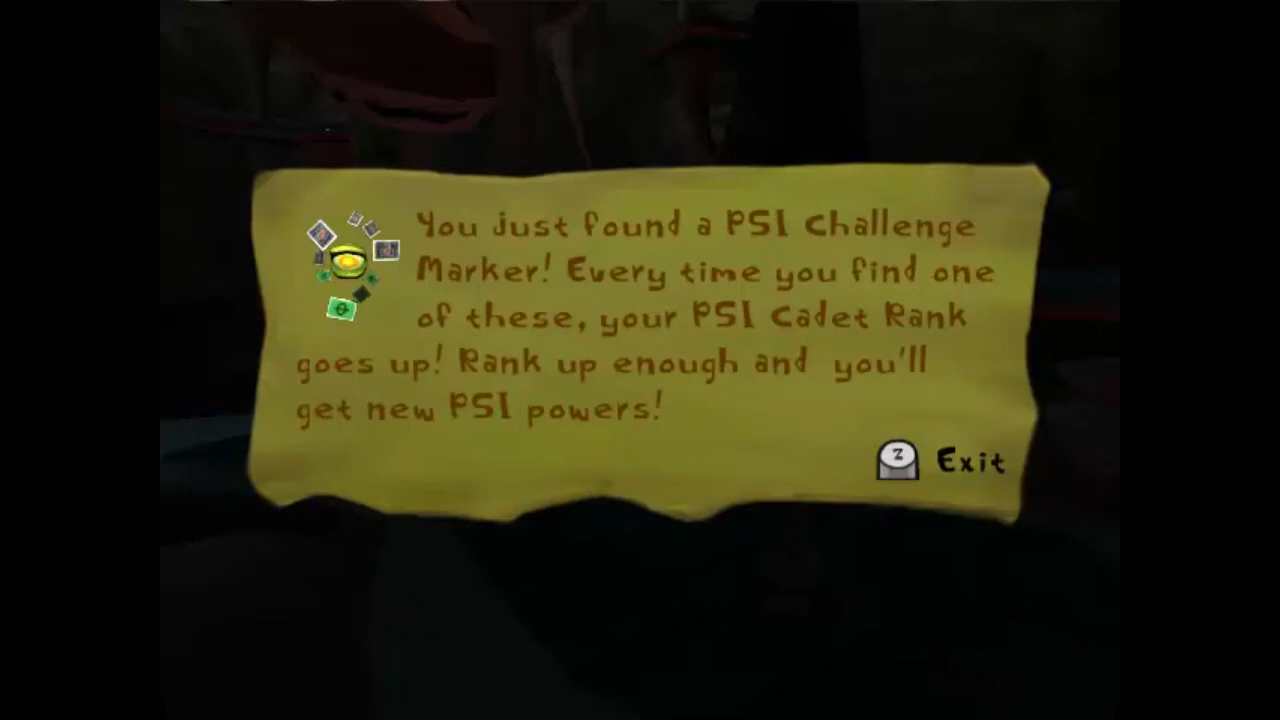 You just found a PSI Challenge
Marker! Every time you find one
of these, your PSI Cadet Rank
goes up! Rank up enough and you'll
get new PSI powers!
Z Exit